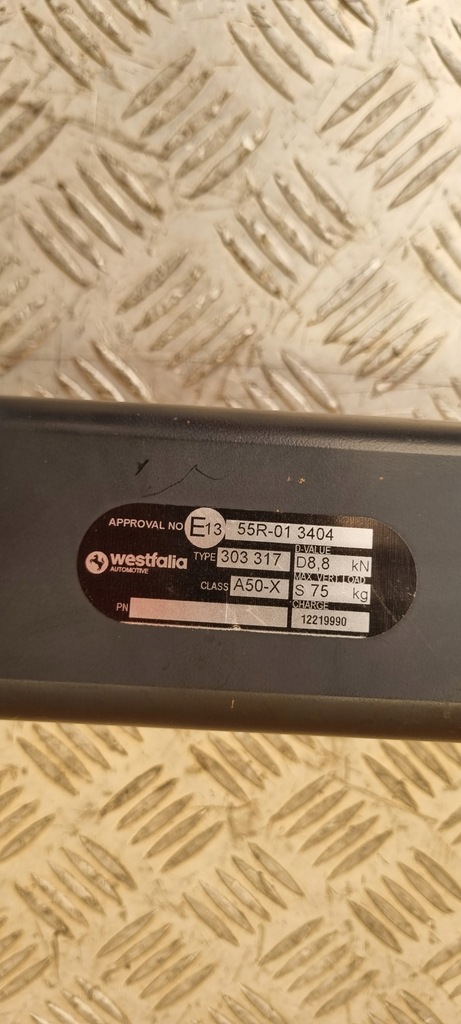 APPROVAL NO E13 55R-01 3404
westfalia
AUTOMOTIVE
TYPE 303 317
D-VALUE
D8,8 kN
CLASS A50-X
MAX. VERT. LOAD
S 75 kg
PN
CHARGE
12219990